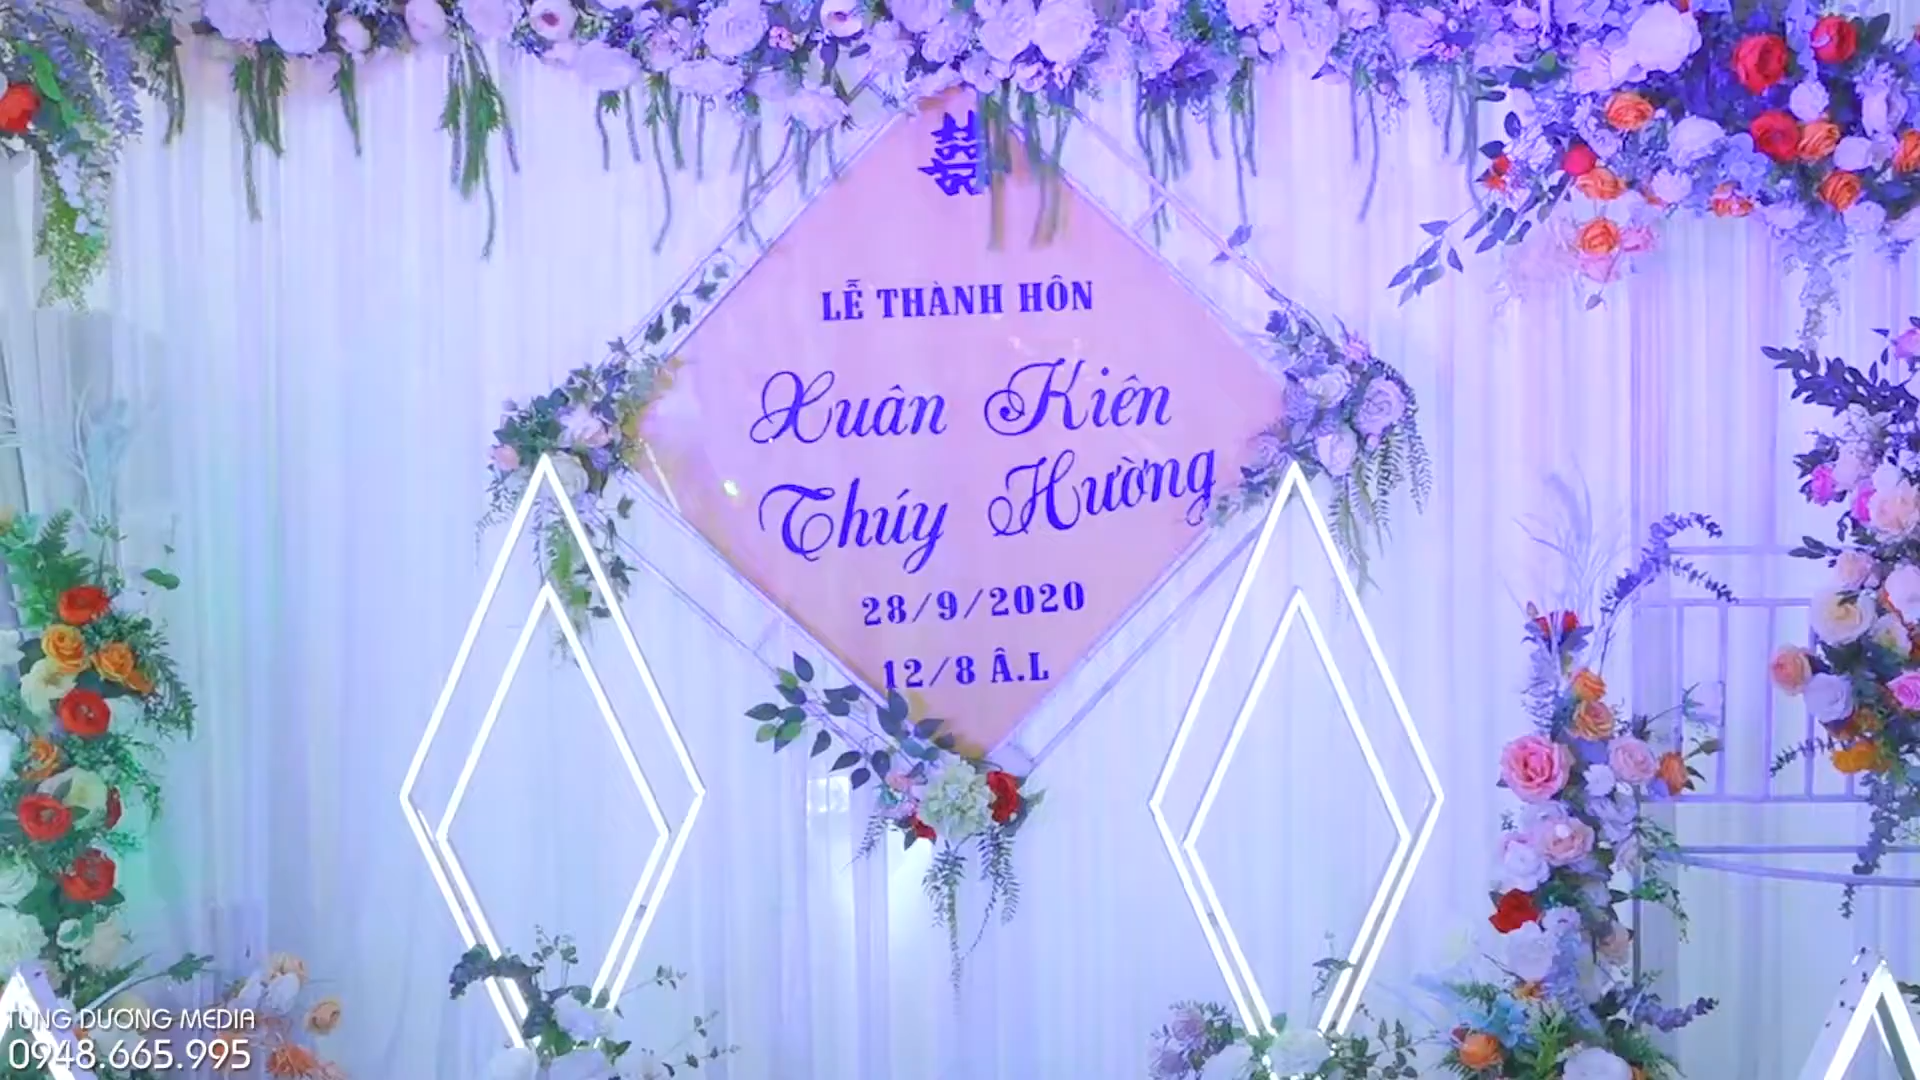 囍
LỄ THÀNH HÔN
Xuân Kiên
Thúy Hường
28/9/2020
12/8 Â.L
TÙNG DƯƠNG MEDIA
0948.665.995